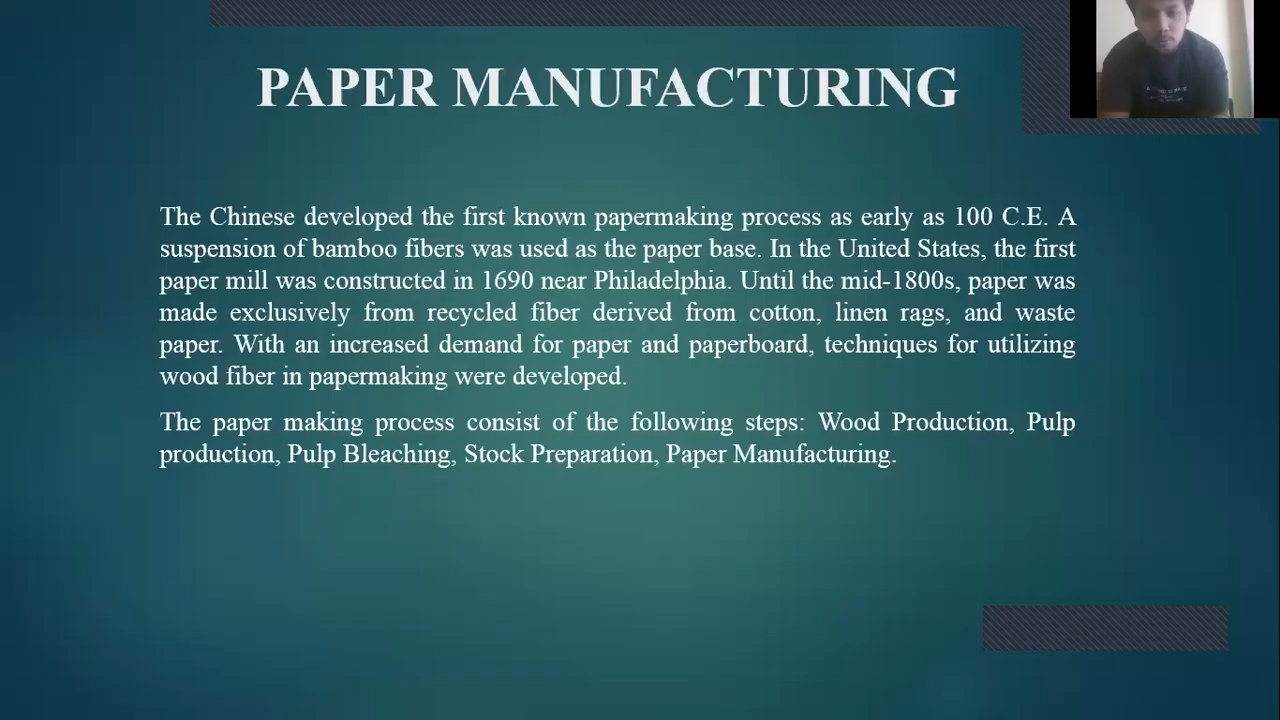 PAPER MANUFACTURING
The Chinese developed the first known papermaking process as early as 100 C.E. A
suspension of bamboo fibers was used as the paper base. In the United States, the first
paper mill was constructed in 1690 near Philadelphia. Until the mid-1800s, paper was
made exclusively from recycled fiber derived from cotton, linen rags, and waste
paper. With an increased demand for paper and paperboard, techniques for utilizing
wood fiber in papermaking were developed.
The paper making process consist of the following steps: Wood Production, Pulp
production, Pulp Bleaching, Stock Preparation, Paper Manufacturing.